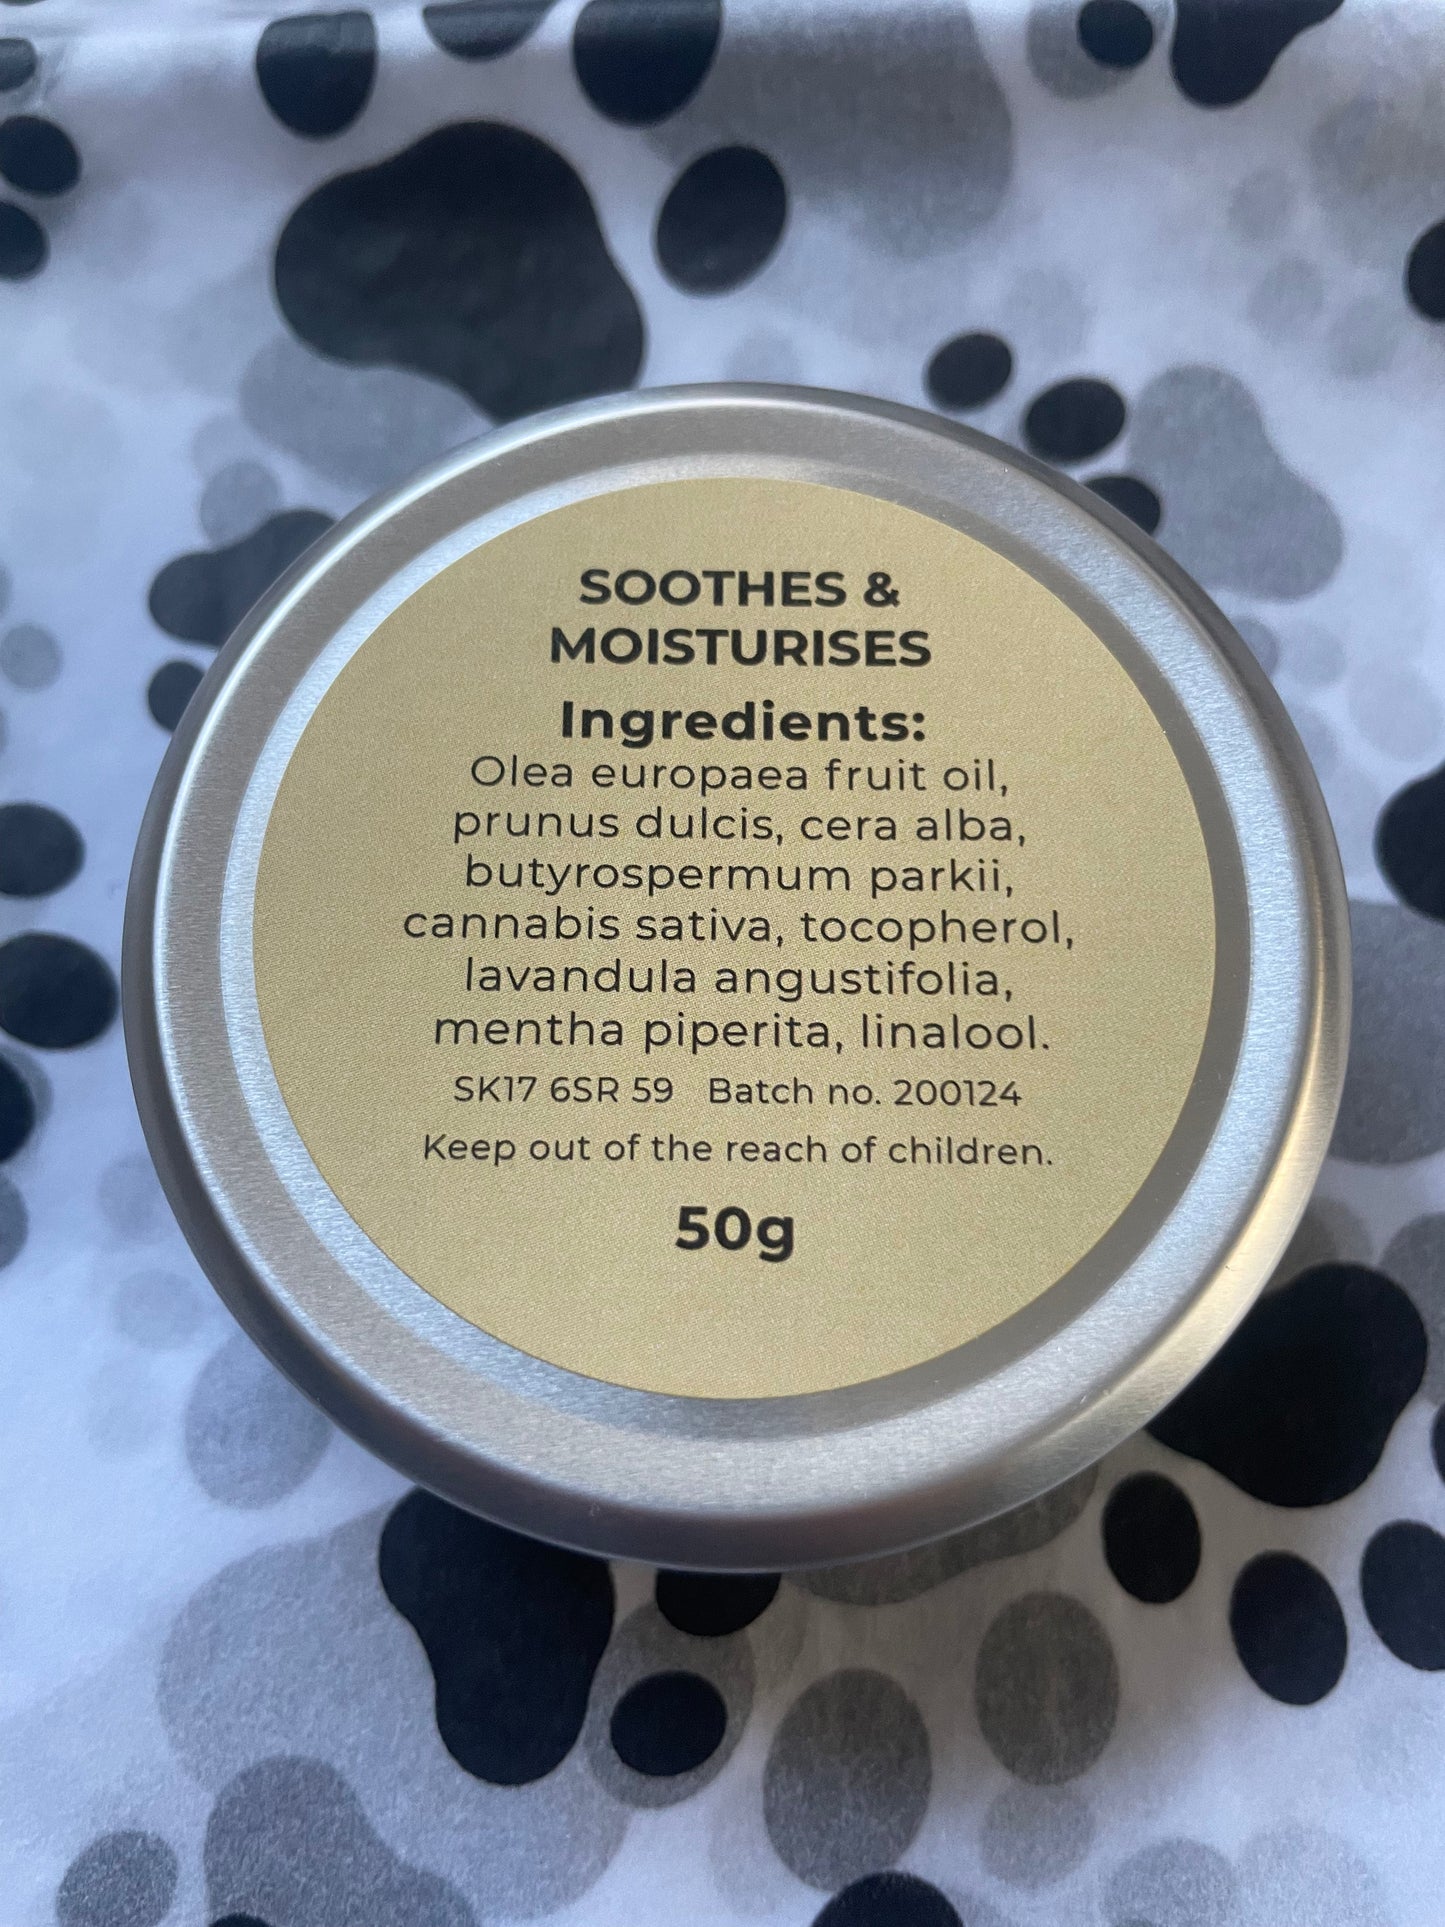 SOOTHES &
MOISTURISES
Ingredients:
Olea europaea fruit oil,
prunus dulcis, cera alba,
butyrospermum parkii,
cannabis sativa, tocopherol,
lavandula angustifolia,
mentha piperita, linalool.
SK17 6SR 59 Batch no. 200124
Keep out of the reach of children.
50g